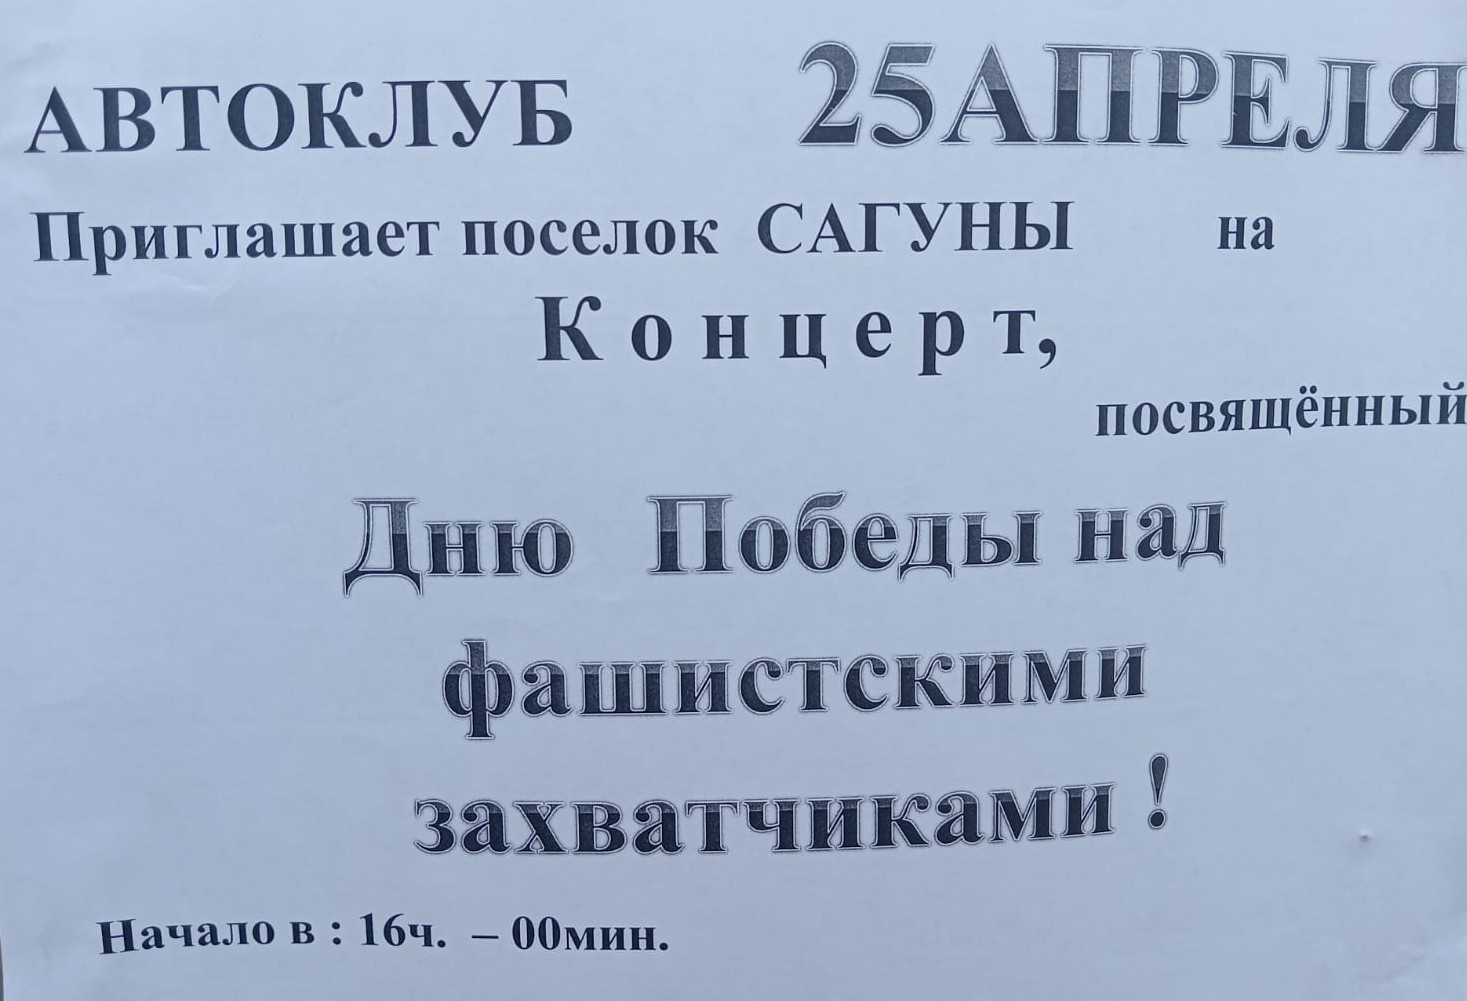 АВТОКЛУБ 25АПРЕЛЯ
Приглашает поселок САГУНЫ на
Концерт,
посвящённый
Дню Победы над
фашистскими
захватчиками !
Начало в : 16ч. – 00мин.